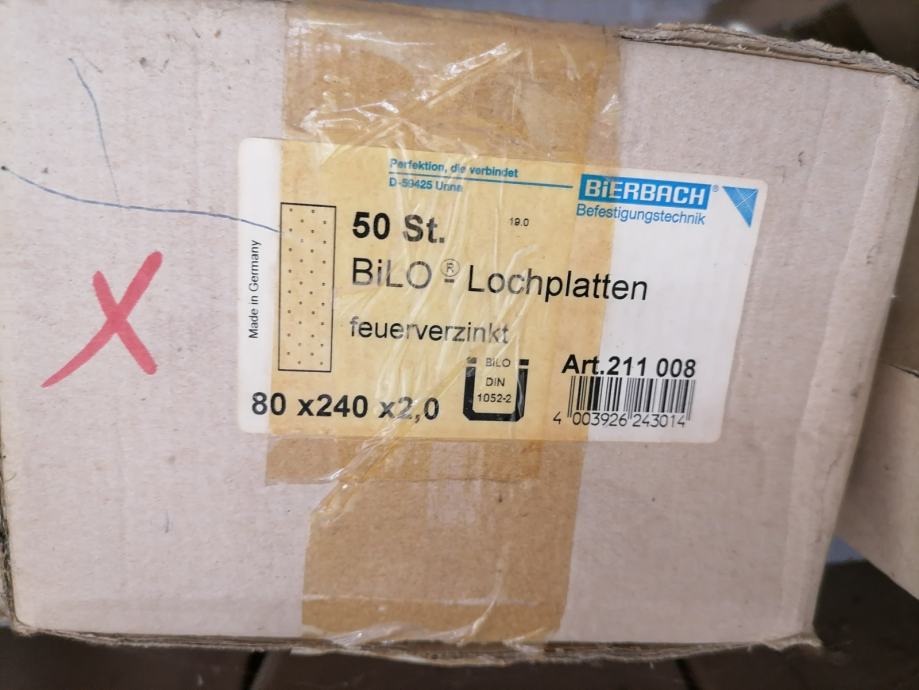 Perfektion, die verbindet
D-59425 Unna
BiERBACH®
Befestigungstechnik
50 St.
19.0
BiLO®- Lochplatten
feuerverzinkt
Made in Germany
80 x240 x2,0
BILO
DIN
1052-2
Art.211 008
4 003926 243014
X